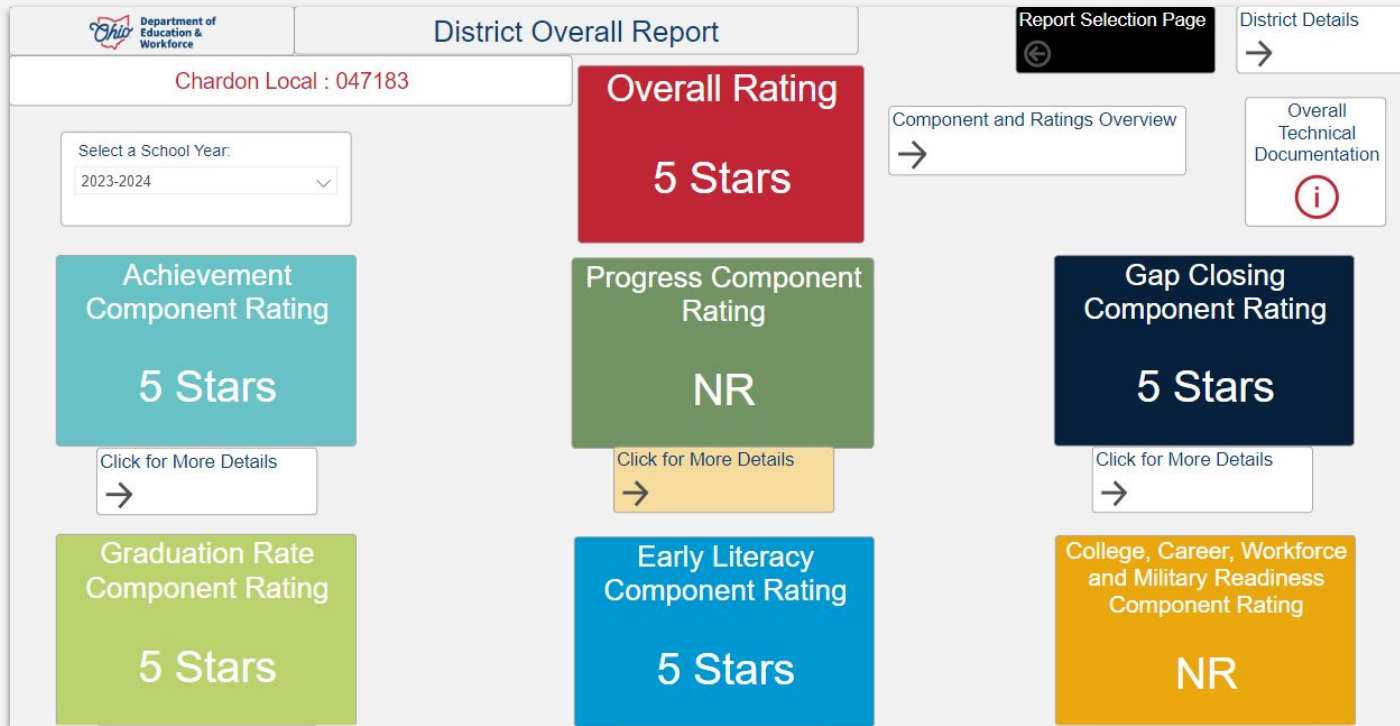 Ohio
Department of
Education &
Workforce
District Overall Report
Report Selection Page
District Details
Chardon Local : 047183
Overall Rating
5 Stars
Component and Ratings Overview
Overall
Technical
Documentation
i
Select a School Year:
2023-2024
Achievement
Component Rating
5 Stars
Click for More Details
Progress Component
Rating
NR
Click for More Details
Gap Closing
Component Rating
5 Stars
Click for More Details
Graduation Rate
Component Rating
5 Stars
Early Literacy
Component Rating
5 Stars
College, Career, Workforce
and Military Readiness
Component Rating
NR